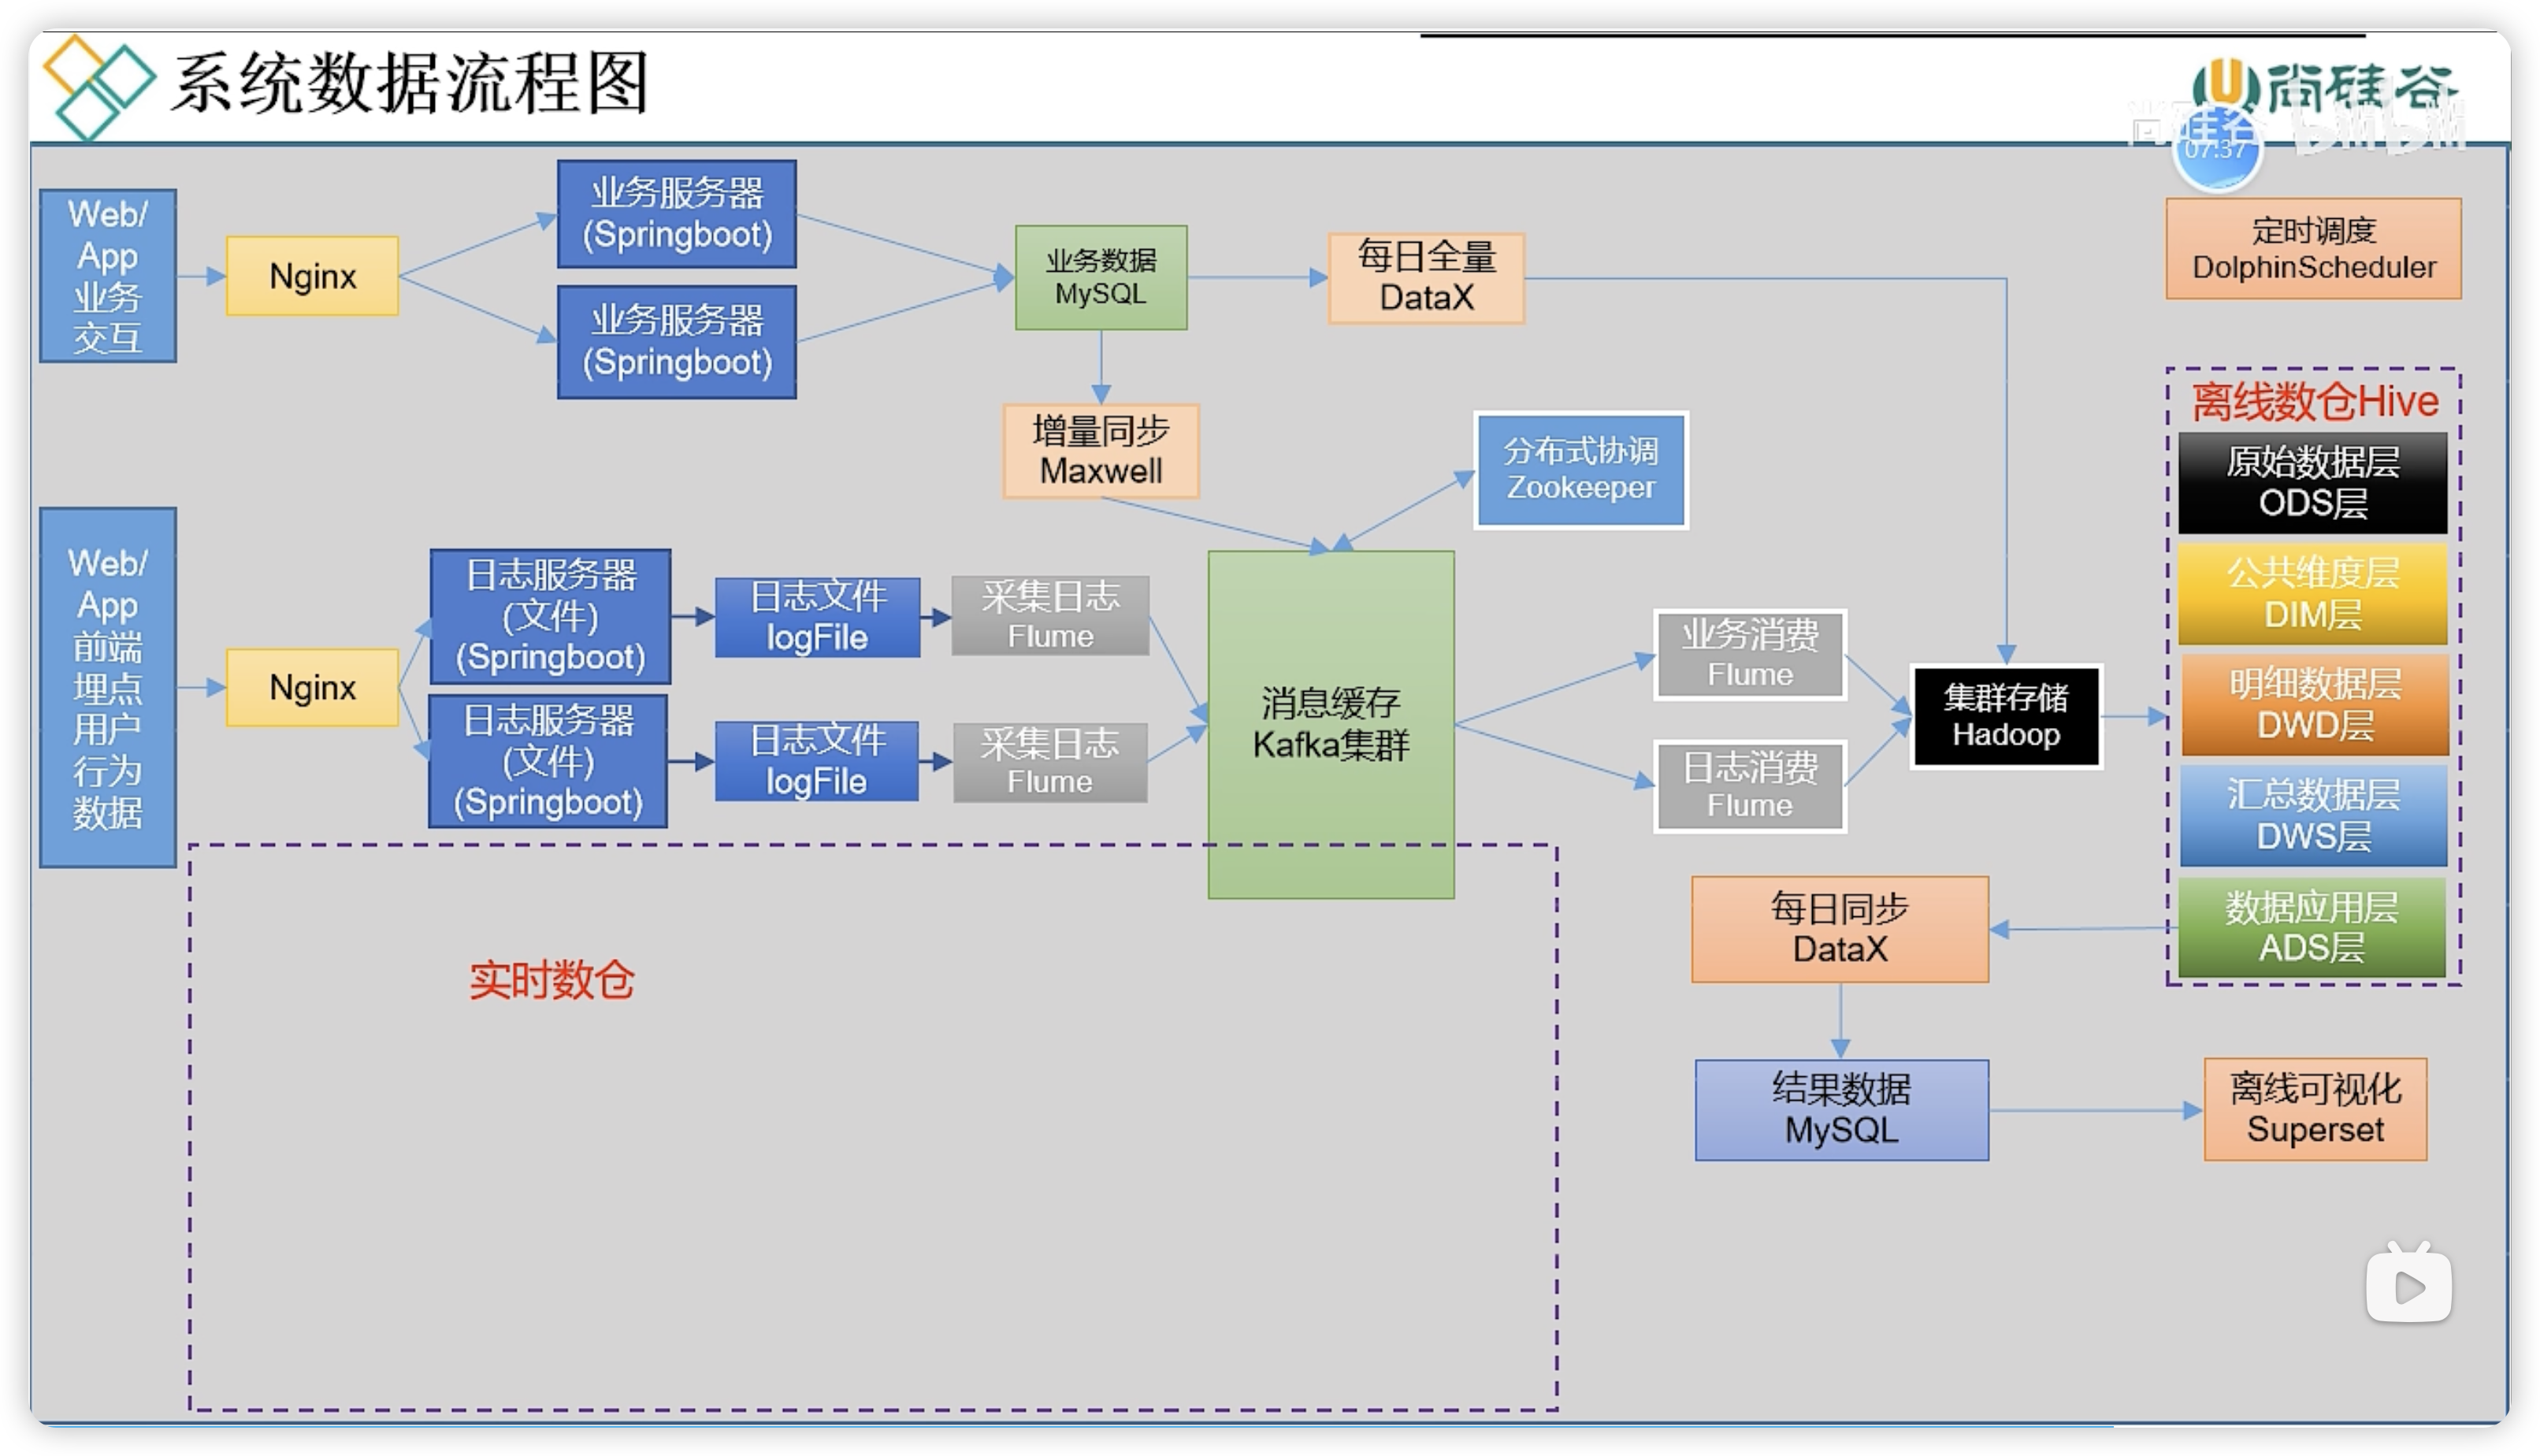 系统数据流程图
尚硅谷
尚硅谷 bilibili
07:37
Web/
App
业务
交互
Nginx
业务服务器
(Springboot)
业务服务器
(Springboot)
业务数据
MySQL
每日全量
DataX
定时调度
DolphinScheduler
增量同步
Maxwell
分布式协调
Zookeeper
Web/
App
前端
埋点
用户
行为
数据
Nginx
日志服务器
(文件)
(Springboot)
日志文件
logFile
采集日志
Flume
日志服务器
(文件)
(Springboot)
日志文件
logFile
采集日志
Flume
消息缓存
Kafka集群
业务消费
Flume
日志消费
Flume
集群存储
Hadoop
离线数仓Hive
原始数据层
ODS层
公共维度层
DIM层
明细数据层
DWD层
汇总数据层
DWS层
数据应用层
ADS层
每日同步
DataX
结果数据
MySQL
离线可视化
Superset
实时数仓